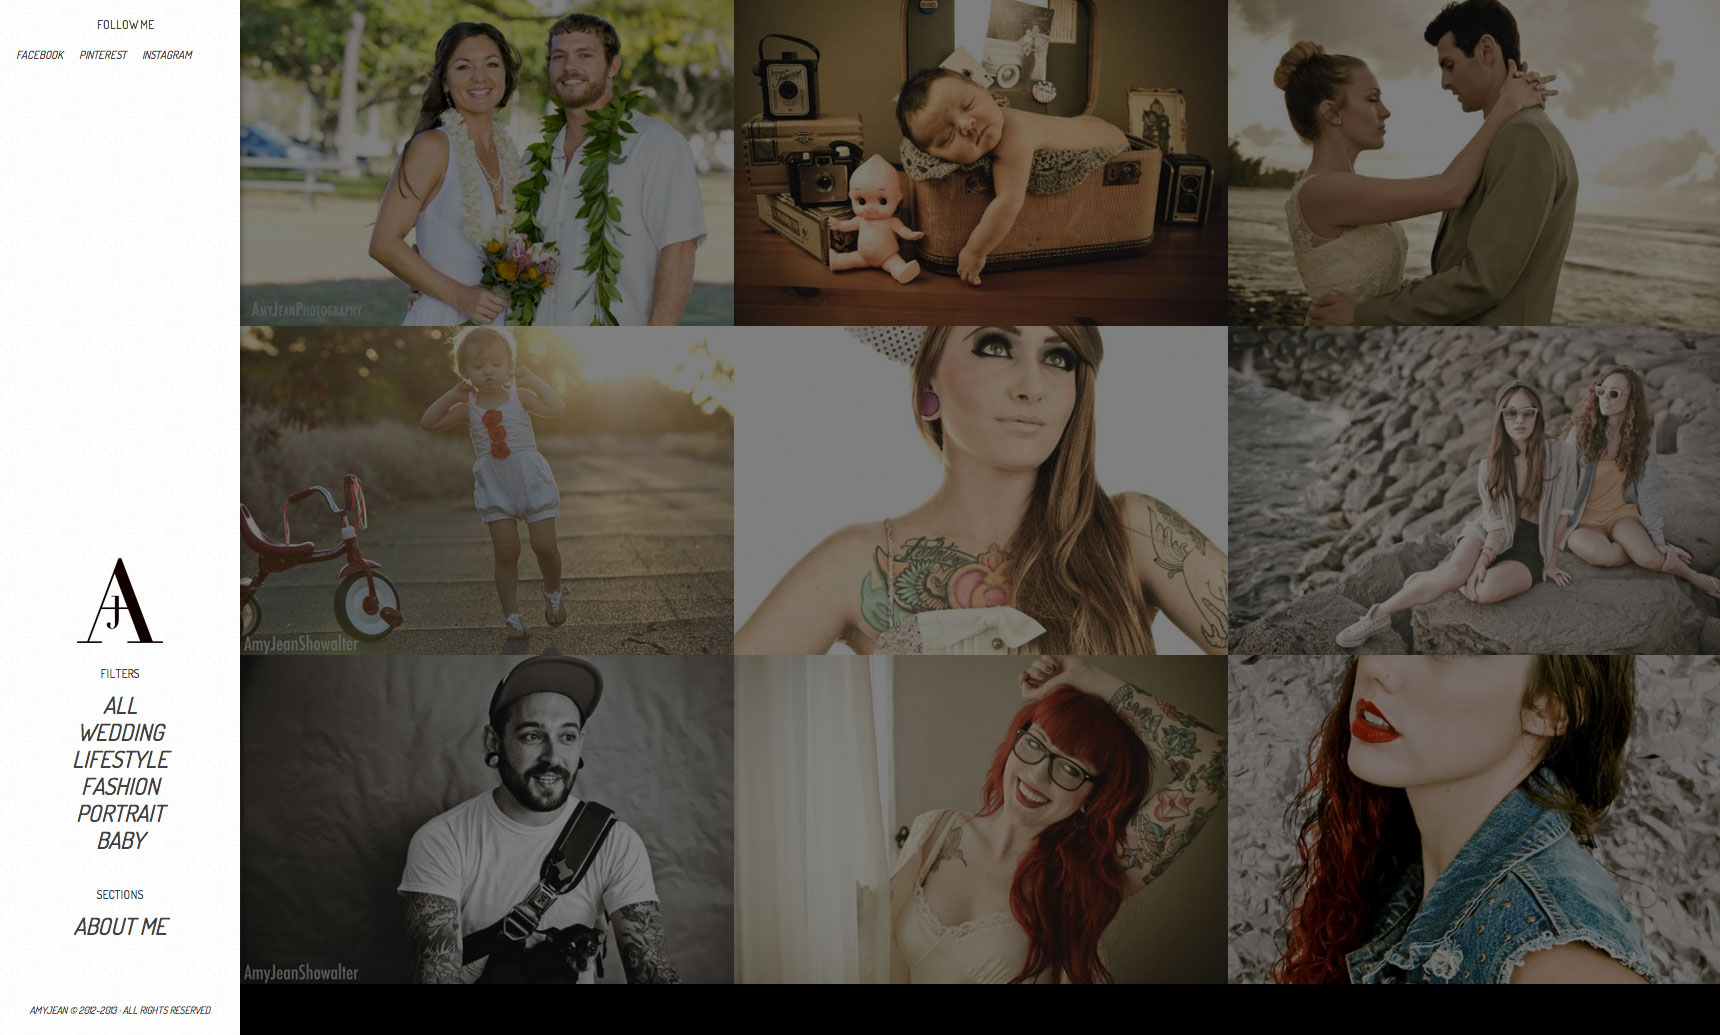 FOLLOW ME
FACEBOOK PINTEREST INSTAGRAM
AJ
FILTERS
ALL
WEDDING
LIFESTYLE
FASHION
PORTRAIT
BABY
SECTIONS
ABOUT ME
AMYJEAN © 2012-2013 · ALL RIGHTS RESERVED
AMYJEANPHOTOGRAPHY
AmyJeanShowalter
AmyJeanShowalter